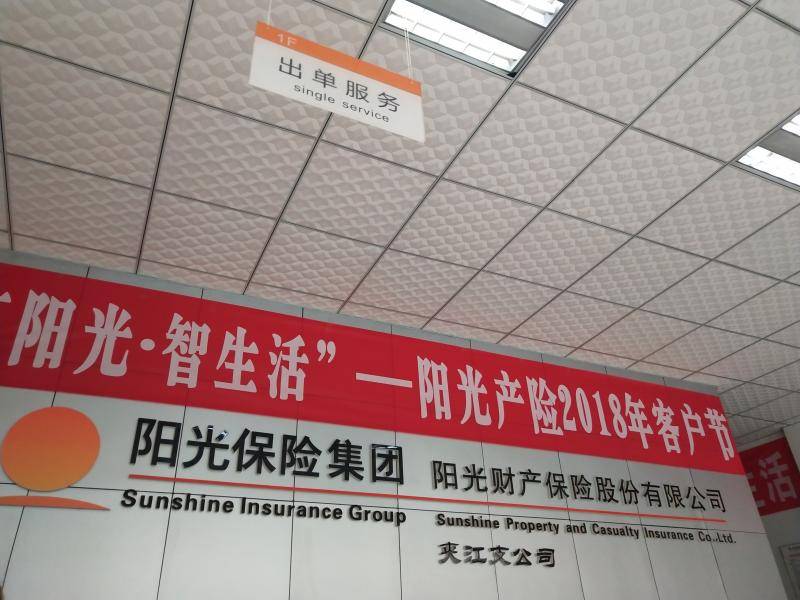 1F
出单服务
single service
阳光·智生活”—阳光产险2018年客户节
阳光保险集团
Sunshine Insurance Group
阳光财产保险股份有限公司
Sunshine Property and Casualty Insurance Co.,Ltd.
夹江支公司
生活